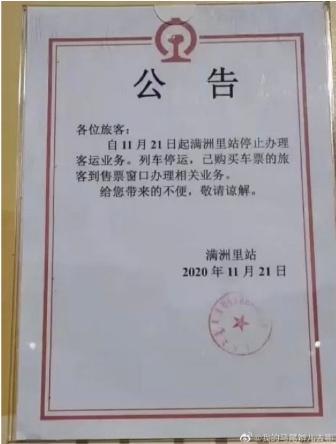 公 告
各位旅客:
自11月21日起满洲里站停止办理
客运业务。列车停运,已购买车票的旅
客到售票窗口办理相关业务。
给您带来的不便,敬请谅解。
满洲里站
2020年11月21日